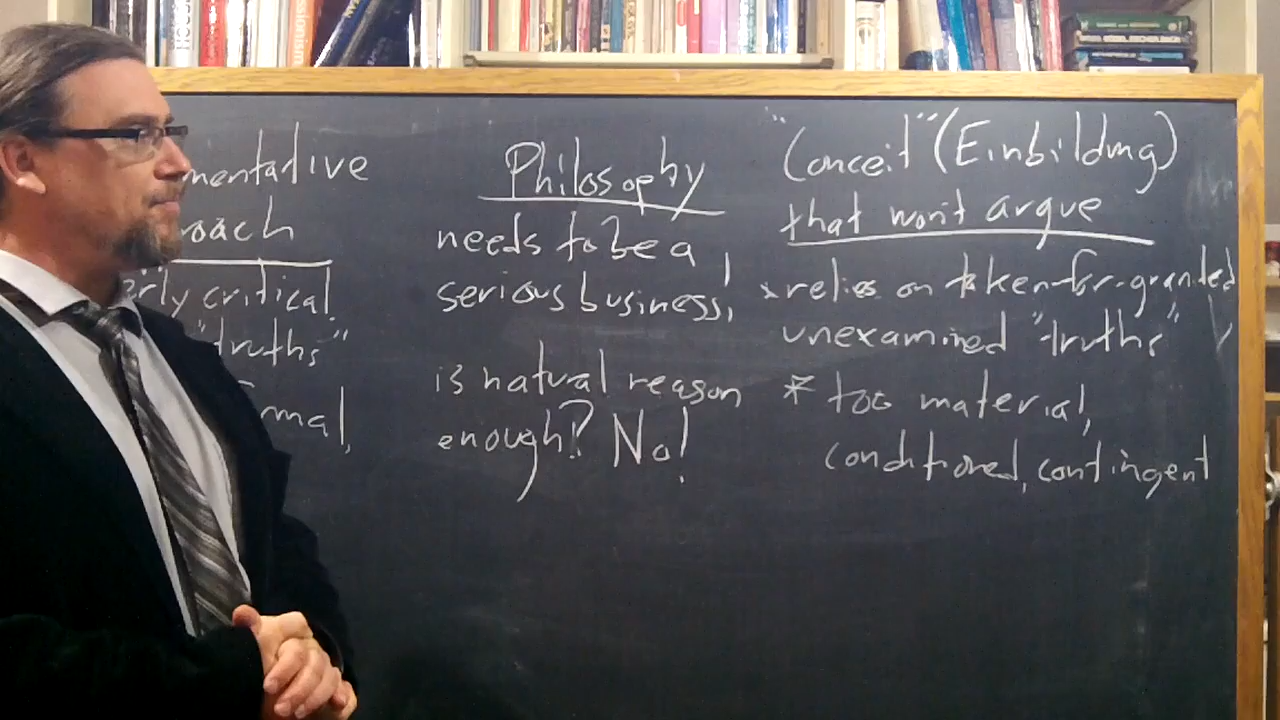 mentative
roach
erly critical
"truths"
mal,
Philosophy
needs to be a
serious business!,
is natural reason
enough? No!
"Conceit" (Einbildung)
that won't argue
* relies on taken-for-granted,
unexamined "truths"
* too material,
conditioned, contingent